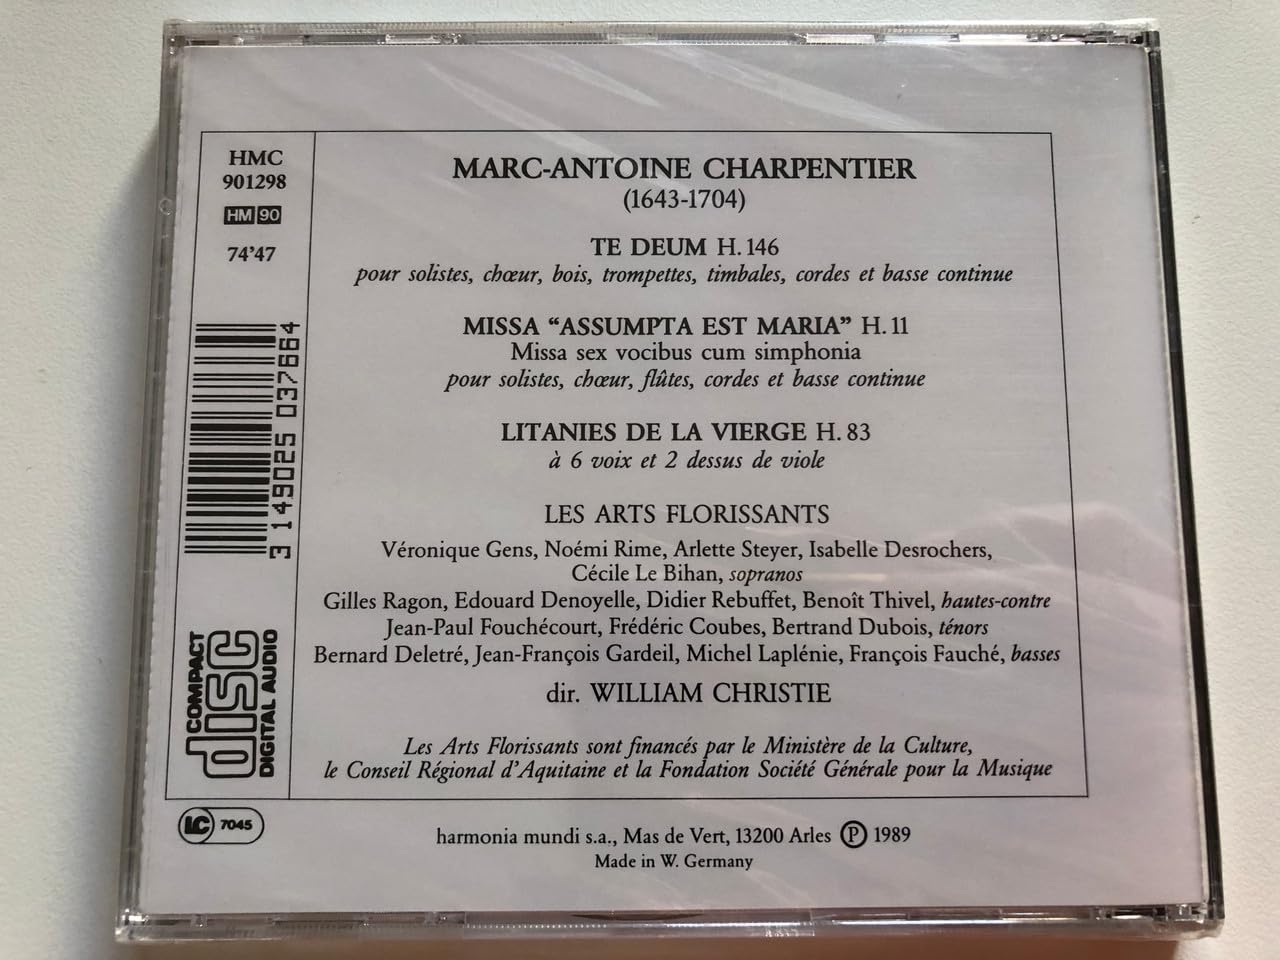 HMC
901298
HM 90
74'47
3 149025 037664
COMPACT
disc
DIGITAL AUDIO
MARC-ANTOINE CHARPENTIER
(1643-1704)
TE DEUM H. 146
pour solistes, chœur, bois, trompettes, timbales, cordes et basse continue
MISSA “ASSUMPTA EST MARIA” H. 11
Missa sex vocibus cum simphonia
pour solistes, chœur, flûtes, cordes et basse continue
LITANIES DE LA VIERGE H. 83
à 6 voix et 2 dessus de viole
LES ARTS FLORISSANTS
Véronique Gens, Noémi Rime, Arlette Steyer, Isabelle Desrochers,
Cécile Le Bihan, sopranos
Gilles Ragon, Edouard Denoyelle, Didier Rebuffet, Benoît Thivel, hautes-contre
Jean-Paul Fouchécourt, Frédéric Coubes, Bertrand Dubois, ténors
Bernard Deletré, Jean-François Gardeil, Michel Laplénie, François Fauché, basses
dir. WILLIAM CHRISTIE
Les Arts Florissants sont financés par le Ministère de la Culture,
le Conseil Régional d'Aquitaine et la Fondation Société Générale pour la Musique
LC 7045
harmonia mundi s.a., Mas de Vert, 13200 Arles Ⓟ 1989
Made in W. Germany